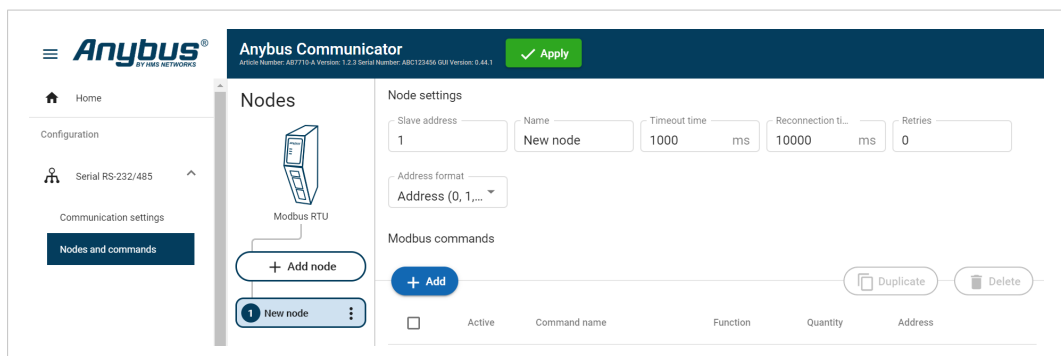 Anybus®
BY HMS NETWORKS
Anybus Communicator
Article Number: AB7710-A Version: 1.2.3 Serial Number: ABC123456 GUI Version: 0.44.1
Apply
Home
Configuration
Serial RS-232/485
Communication settings
Nodes and commands
Nodes
Modbus RTU
Add node
1 New node
Node settings
Slave address
1
Name
New node
Timeout time
1000 ms
Reconnection ti...
10000 ms
Retries
0
Address format
Address (0, 1,...
Modbus commands
Add
Duplicate
Delete
Active Command name Function Quantity Address